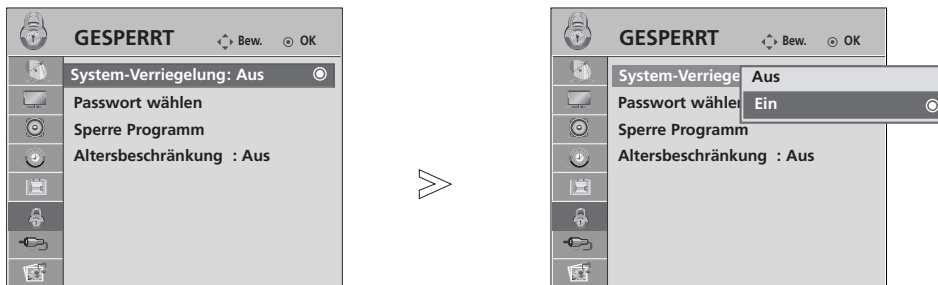 GESPERRT Bew. OK
System-Verriegelung: Aus
Passwort wählen
Sperre Programm
Altersbeschränkung : Aus
>
GESPERRT Bew. OK
System-Verriege Aus
Passwort wähler Ein
Sperre Programm
Altersbeschränkung : Aus